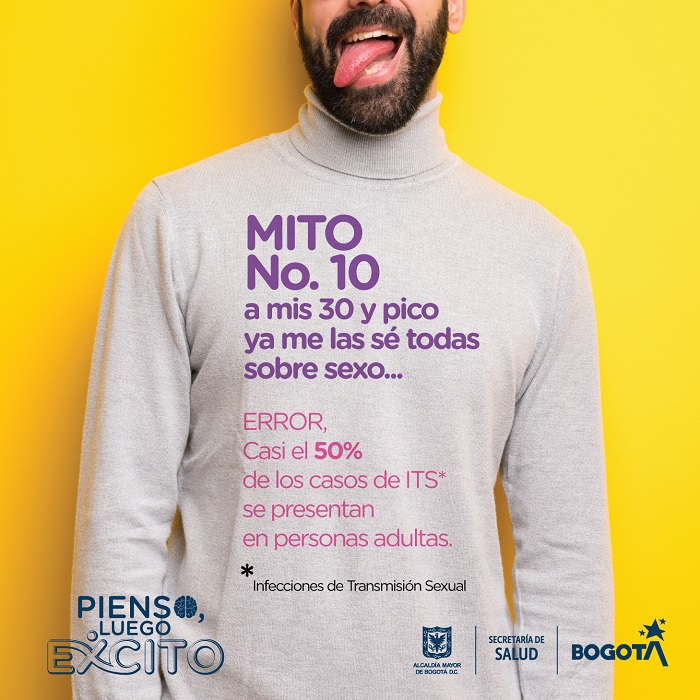 MITO
No. 10
a mis 30 y pico
ya me las sé todas
sobre sexo...
ERROR,
Casi el 50%
de los casos de ITS*
se presentan
en personas adultas.
* Infecciones de Transmisión Sexual
PIENSO,
LUEGO
EXCITO
ALCALDÍA MAYOR
DE BOGOTÁ D.C.
SECRETARÍA DE
SALUD
BOGOTÁ